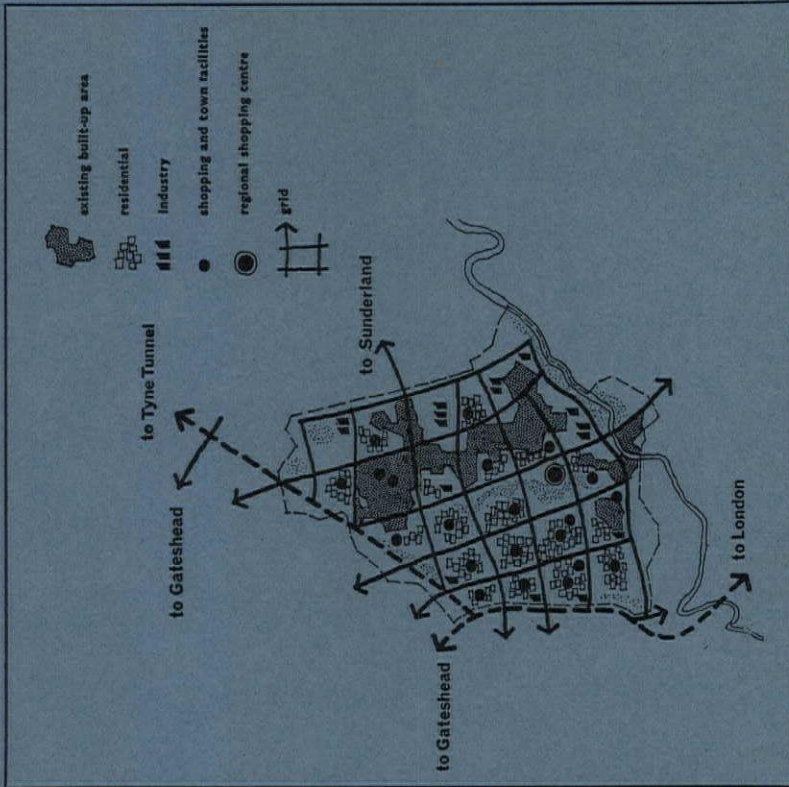 existing built-up area
residential
industry
shopping and town facilities
regional shopping centre
grid
to Tyne Tunnel
to Gateshead
to Sunderland
to Gateshead
to London